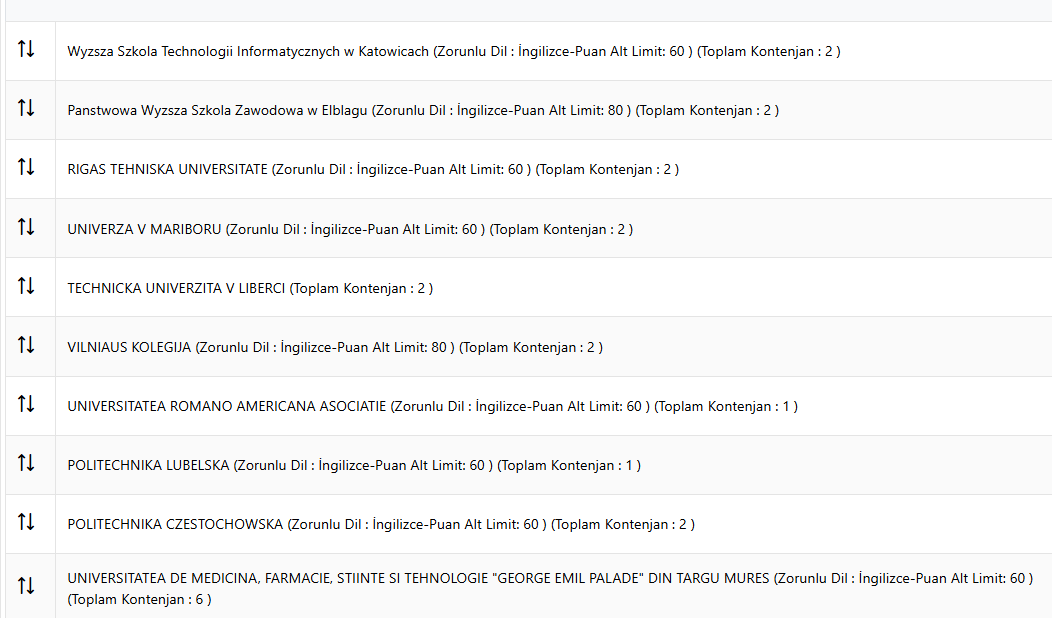 Wyzsza Szkola Technologii Informatycznych w Katowicach (Zorunlu Dil : İngilizce-Puan Alt Limit: 60 ) (Toplam Kontenjan : 2 )
Panstwowa Wyzsza Szkola Zawodowa w Elblagu (Zorunlu Dil : İngilizce-Puan Alt Limit: 80 ) (Toplam Kontenjan : 2 )
RIGAS TEHNISKA UNIVERSITATE (Zorunlu Dil : İngilizce-Puan Alt Limit: 60 ) (Toplam Kontenjan : 2 )
UNIVERZA V MARIBORU (Zorunlu Dil : İngilizce-Puan Alt Limit: 60 ) (Toplam Kontenjan : 2 )
TECHNICKA UNIVERZITA V LIBERCI (Toplam Kontenjan : 2 )
VILNIAUS KOLEGIJA (Zorunlu Dil : İngilizce-Puan Alt Limit: 80 ) (Toplam Kontenjan : 2 )
UNIVERSITATEA ROMANO AMERICANA ASOCIATIE (Zorunlu Dil : İngilizce-Puan Alt Limit: 60 ) (Toplam Kontenjan : 1 )
POLITECHNIKA LUBELSKA (Zorunlu Dil : İngilizce-Puan Alt Limit: 60 ) (Toplam Kontenjan : 1 )
POLITECHNIKA CZESTOCHOWSKA (Zorunlu Dil : İngilizce-Puan Alt Limit: 60 ) (Toplam Kontenjan : 2 )
UNIVERSITATEA DE MEDICINA, FARMACIE, STIINTE SI TEHNOLOGIE "GEORGE EMIL PALADE" DIN TARGU MURES (Zorunlu Dil : İngilizce-Puan Alt Limit: 60 )
(Toplam Kontenjan : 6 )